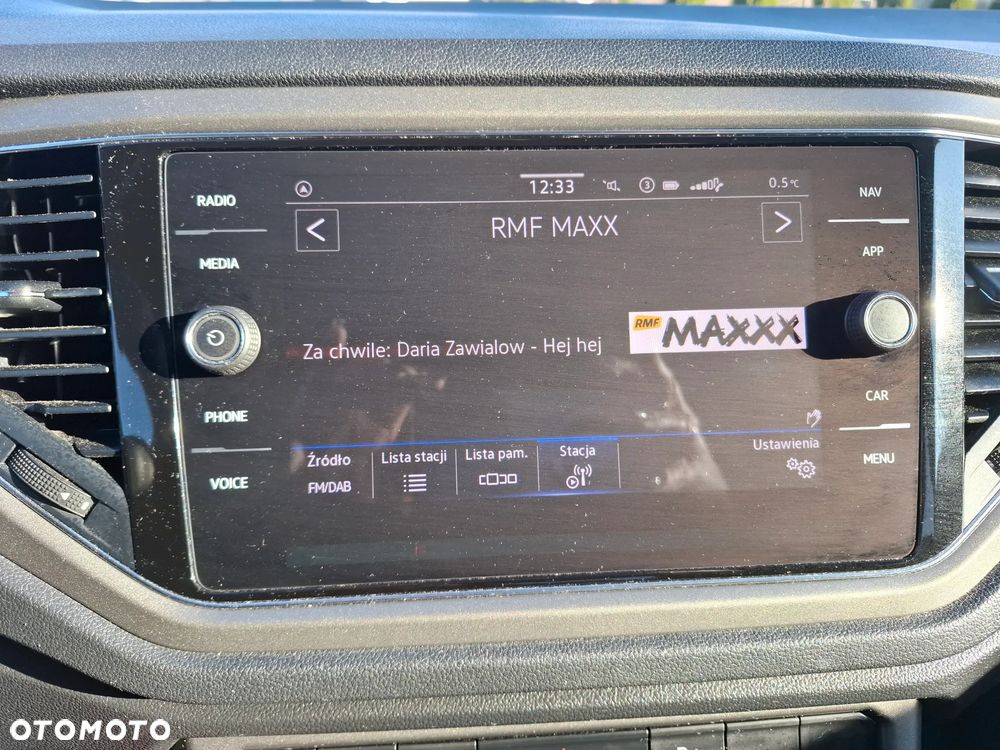 RADIO
MEDIA
PHONE
VOICE
12:33
3
0.5°C
RMF MAXX
Za chwile: Daria Zawialow - Hej hej
RMF MAXXX
Źródło
FM/DAB
Lista stacji
Lista pam.
Stacja
Ustawienia
NAV
APP
CAR
MENU
OTOMOTO